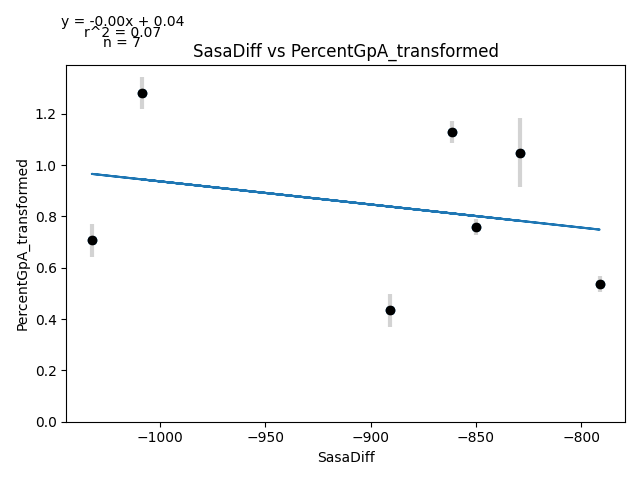 y = -0.00x + 0.04
r^2 = 0.07
n = 7
SasaDiff vs PercentGpA_transformed
PercentGpA_transformed
1.2
1.0
0.8
0.6
0.4
0.2
0.0
−1000
−950
−900
−850
−800
SasaDiff